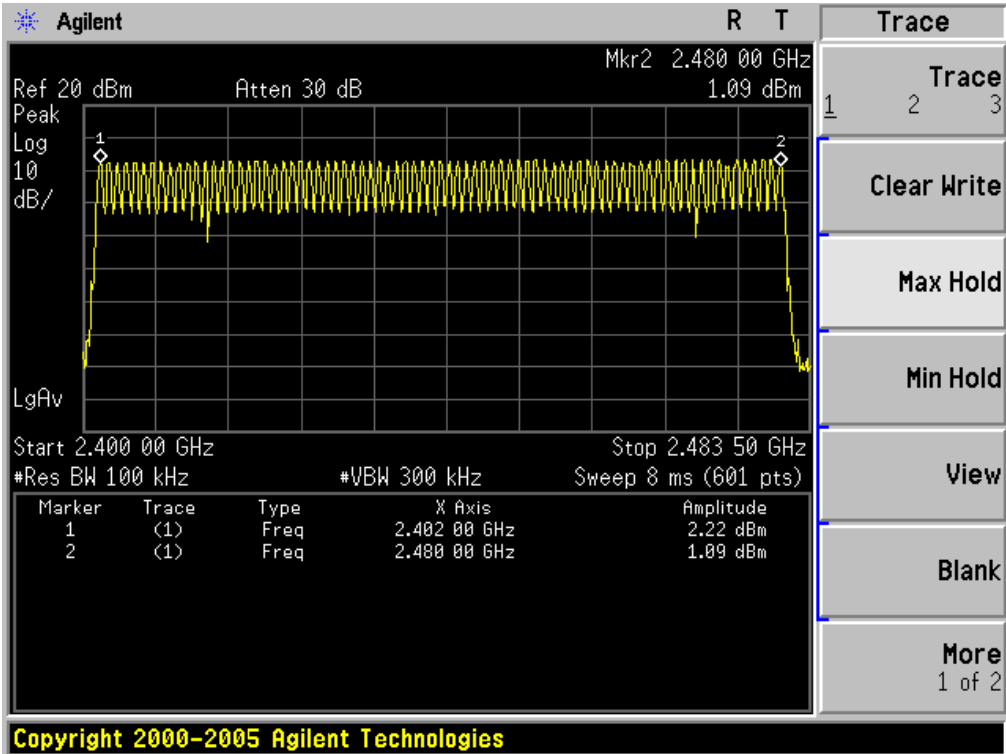 Agilent R T
Mkr2 2.480 00 GHz
Ref 20 dBm Atten 30 dB 1.09 dBm
Peak
Log
10
dB/
1
2
LgAv
Start 2.400 00 GHz Stop 2.483 50 GHz
#Res BW 100 kHz #VBW 300 kHz Sweep 8 ms (601 pts)
Marker Trace Type X Axis Amplitude
1 (1) Freq 2.402 00 GHz 2.22 dBm
2 (1) Freq 2.480 00 GHz 1.09 dBm
Trace
Trace
1 2 3
Clear Write
Max Hold
Min Hold
View
Blank
More
1 of 2
Copyright 2000-2005 Agilent Technologies